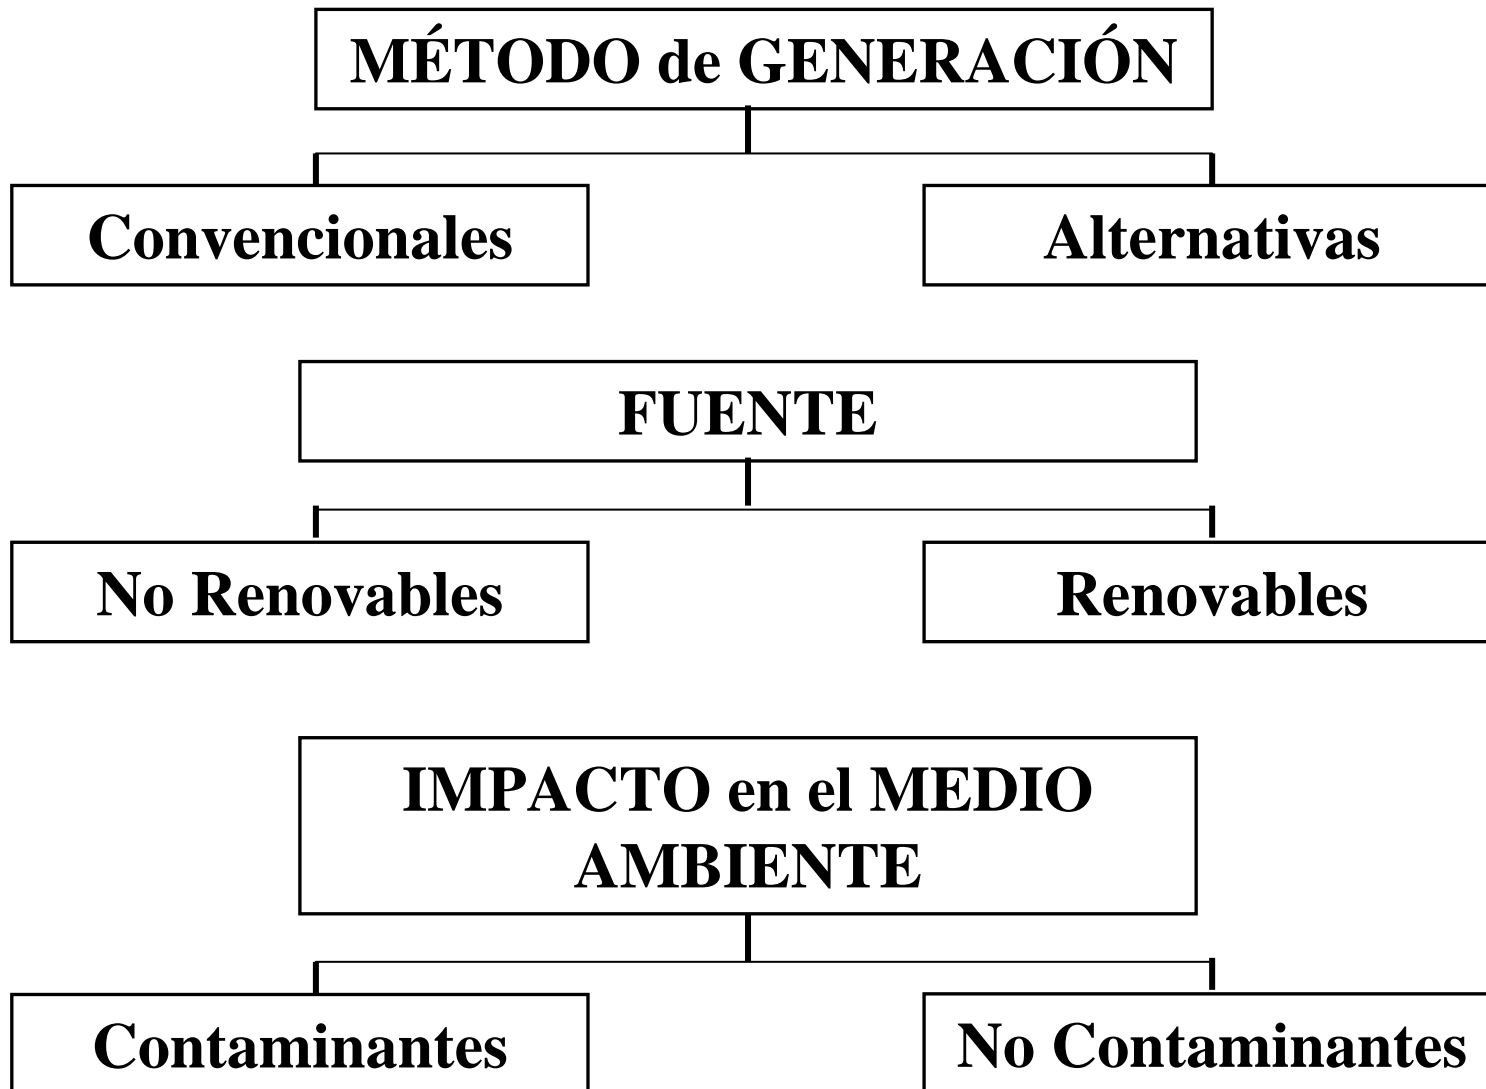 MÉTODO de GENERACIÓN
Convencionales
Alternativas
FUENTE
No Renovables
Renovables
IMPACTO en el MEDIO
AMBIENTE
Contaminantes
No Contaminantes